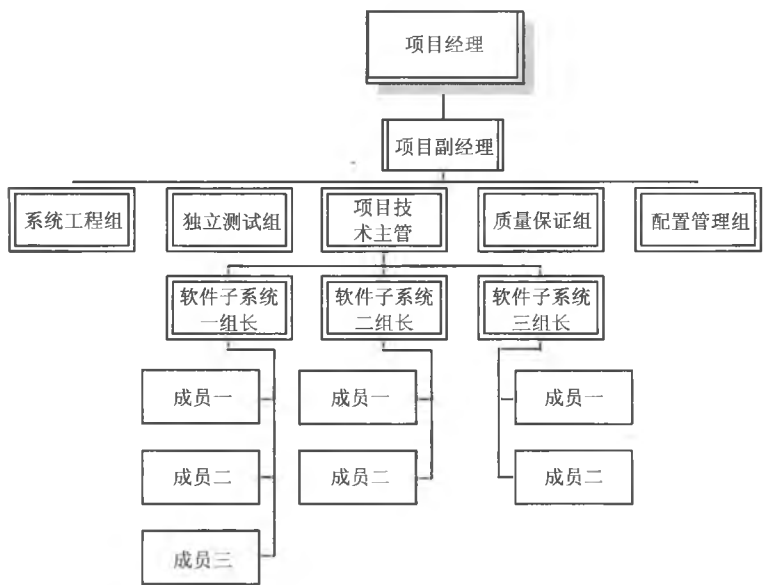 项目经理
项目副经理
系统工程组
独立测试组
项目技
术主管
质量保证组
配置管理组
软件子系统
一组长
软件子系统
二组长
软件子系统
三组长
成员一
成员一
成员一
成员二
成员二
成员二
成员三